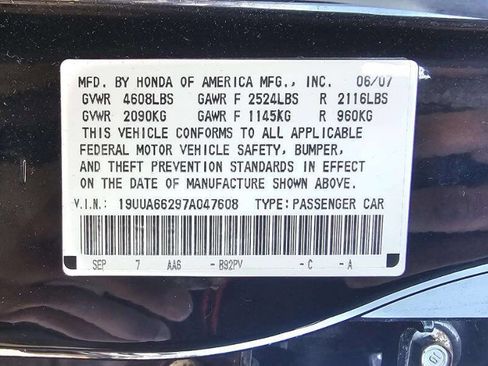 MFD. BY HONDA OF AMERICA MFG., INC. 06/07
GVWR 4608LBS GAWR F 2524LBS R 2116LBS
GVWR 2090KG GAWR F 1145KG R 960KG
THIS VEHICLE CONFORMS TO ALL APPLICABLE
FEDERAL MOTOR VEHICLE SAFETY, BUMPER,
AND THEFT PREVENTION STANDARDS IN EFFECT
ON THE DATE OF MANUFACTURE SHOWN ABOVE.
V.I.N.: 19UUA66297A047608 TYPE: PASSENGER CAR
SEP 7 AA6 - B92PV - C - A